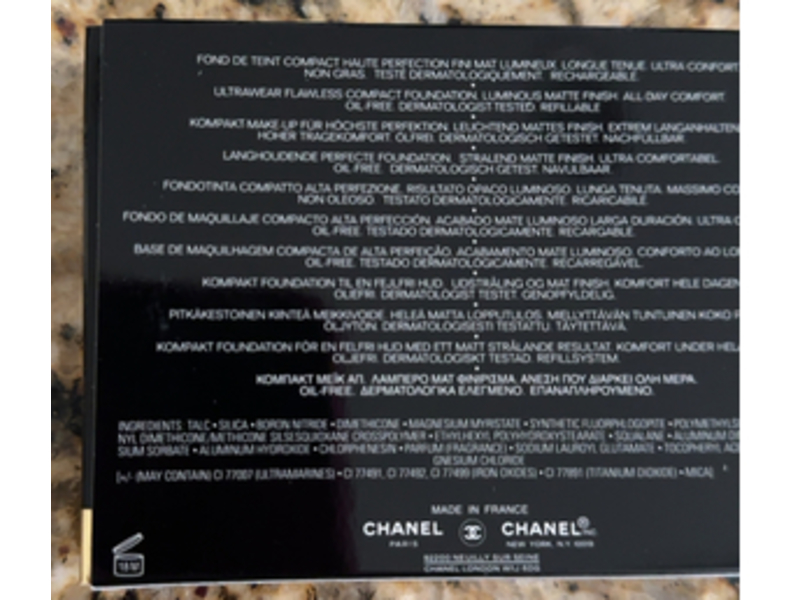 FOND DE TEINT COMPACT HAUTE PERFECTION FINI MAT LUMINEUX. LONGUE TENUE. ULTRA CONFORT.
NON GRAS. TESTÉ DERMATOLOGIQUEMENT. RECHARGEABLE.
ULTRAWEAR FLAWLESS COMPACT FOUNDATION. LUMINOUS MATTE FINISH. ALL-DAY COMFORT.
OIL-FREE. DERMATOLOGIST TESTED. REFILLABLE
KOMPAKT MAKE-UP FÜR HÖCHSTE PERFEKTION. LEUCHTEND MATTES FINISH. EXTREM LANGANHALTEN
HOHER TRAGEKOMFORT. ÖLFREI. DERMATOLOGISCH GETESTET. NACHFÜLLBAR.
LANGHOUDENDE PERFECTE FOUNDATION. STRALEND MATTE FINISH. ULTRA COMFORTABEL.
OIL-FREE. DERMATOLOGISCH GETEST. NAVULBAAR.
FONDOTINTA COMPATTO ALTA PERFEZIONE. RISULTATO OPACO LUMINOSO. LUNGA TENUTA. MASSIMO CO
NON OLEOSO. TESTATO DERMATOLOGICAMENTE. RICARICABILE.
FONDO DE MAQUILLAJE COMPACTO ALTA PERFECCIÓN. ACABADO MATE LUMINOSO LARGA DURACIÓN. ULTRA C
OIL-FREE. TESTADO DERMATOLÓGICAMENTE. RECARGABLE.
BASE DE MAQUILHAGEM COMPACTA DE ALTA PERFEIÇÃO. ACABAMENTO MATE LUMINOSO. CONFORTO AO LON
OIL-FREE. TESTADO DERMATOLOGICAMENTE. RECARREGÁVEL.
KOMPAKT FOUNDATION TIL EN FEJLFRI HUD. UDSTRÅLING OG MAT FINISH. KOMFORT HELE DAGEN
OLIEFRI. DERMATOLOGIST TESTET. GENOPFYLDELIG.
PITKÄKESTOINEN KIINTEÄ MEIKKIVOIDE. HELEÄ MATTA LOPPUTULOS. MIELLYTTÄVÄN TUNTUINEN KOKO P
ÖLJYTÖN. DERMATOLOGISESTI TESTATTU. TÄYTETTÄVÄ.
KOMPAKT FOUNDATION FÖR EN FELFRI HUD MED ETT MATT STRÅLANDE RESULTAT. KOMFORT UNDER HELA
OLJEFRI. DERMATOLOGISKT TESTAD. REFILLSYSTEM.
ΚΟΜΠΑΚΤ ΜΕΪΚ ΑΠ. ΛΑΜΠΕΡΟ ΜΑΤ ΦΙΝΙΡΙΣΜΑ. ΑΝΕΣΗ ΠΟΥ ΔΙΑΡΚΕΙ ΟΛΗ ΜΕΡΑ.
OIL-FREE. ΔΕΡΜΑΤΟΛΟΓΙΚΑ ΕΛΕΓΜΕΝΟ. ΕΠΑΝΑΠΛΗΡΟΥΜΕΝΟ.
INGREDIENTS: TALC • SILICA • BORON NITRIDE • DIMETHICONE • MAGNESIUM MYRISTATE • SYNTHETIC FLUORPHLOGOPITE • POLYMETHYLS
NYL DIMETHICONE/METHICONE SILSESQUIOXANE CROSSPOLYMER • ETHYLHEXYL POLYHYDROXYSTEARATE • SQUALANE • ALUMINUM DI
SIUM SORBATE • ALUMINUM HYDROXIDE • CHLORPHENESIN • PARFUM (FRAGRANCE) • SODIUM LAUROYL GLUTAMATE • TOCOPHERYL AC
GNESIUM CHLORIDE
[+/- (MAY CONTAIN) CI 77007 (ULTRAMARINES) • CI 77491, CI 77492, CI 77499 (IRON OXIDES) • CI 77891 (TITANIUM DIOXIDE) • MICA]
MADE IN FRANCE
CHANEL CHANEL® INC.
PARIS NEW YORK, N.Y. 10019
92200 NEUILLY SUR SEINE
CHANEL LONDON W1J 6DG
18 M